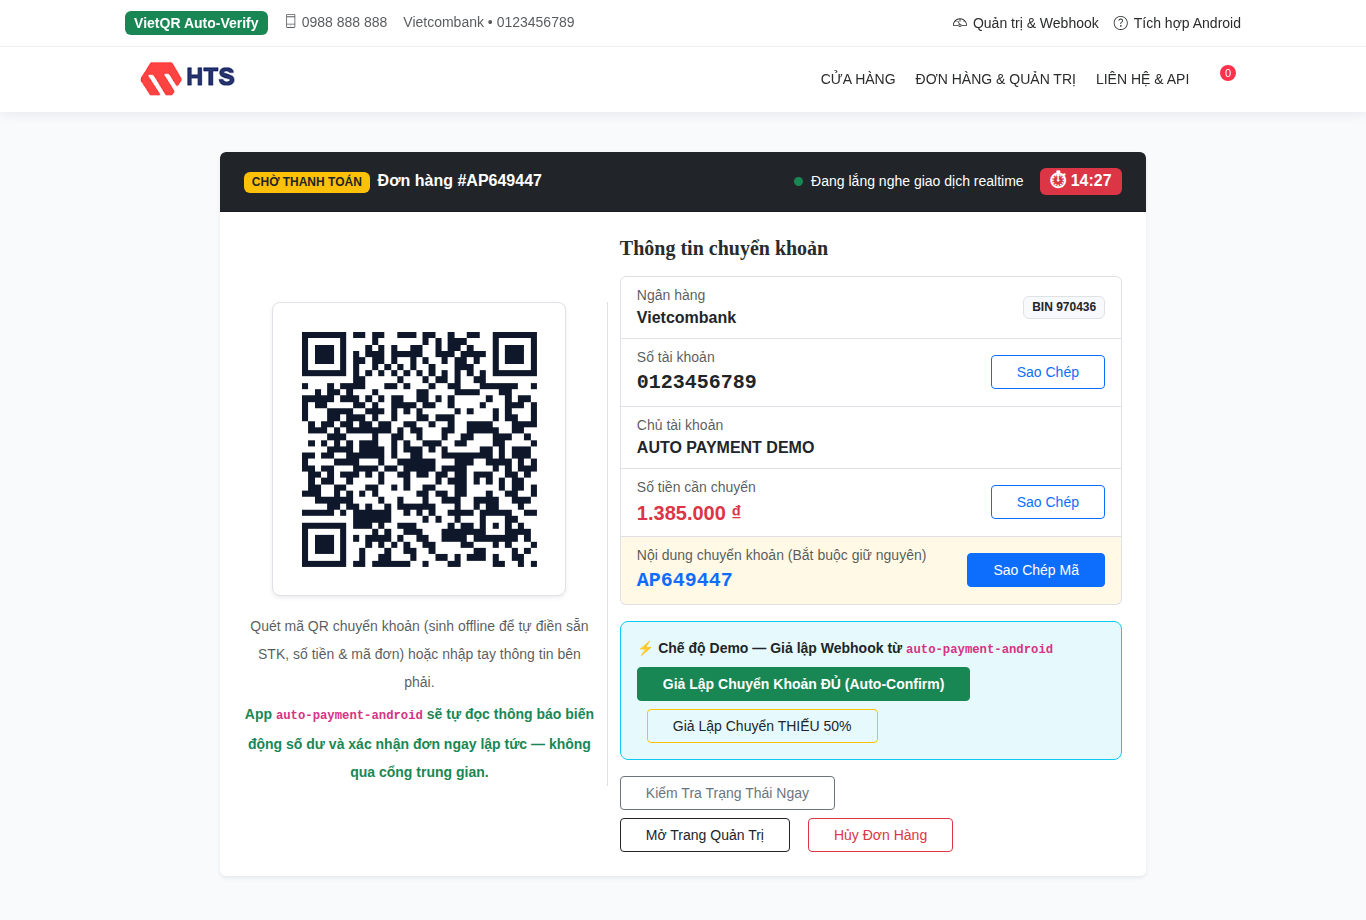 VietQR Auto-Verify 0988 888 888 Vietcombank • 0123456789 Quản trị & Webhook Tích hợp Android
HTS CỬA HÀNG ĐƠN HÀNG & QUẢN TRỊ LIÊN HỆ & API 0
CHỜ THANH TOÁN Đơn hàng #AP649447 Đang lắng nghe giao dịch realtime ⏱ 14:27
Quét mã QR chuyển khoản (sinh offline để tự điền sẵn
STK, số tiền & mã đơn) hoặc nhập tay thông tin bên
phải.
App auto-payment-android sẽ tự đọc thông báo biến
động số dư và xác nhận đơn ngay lập tức — không
qua cổng trung gian.
Thông tin chuyển khoản
Ngân hàng
Vietcombank
BIN 970436
Số tài khoản
0123456789
Sao Chép
Chủ tài khoản
AUTO PAYMENT DEMO
Số tiền cần chuyển
1.385.000 ₫
Sao Chép
Nội dung chuyển khoản (Bắt buộc giữ nguyên)
AP649447
Sao Chép Mã
⚡ Chế độ Demo — Giả lập Webhook từ auto-payment-android
Giả Lập Chuyển Khoản ĐỦ (Auto-Confirm)
Giả Lập Chuyển THIẾU 50%
Kiểm Tra Trạng Thái Ngay
Mở Trang Quản Trị Hủy Đơn Hàng